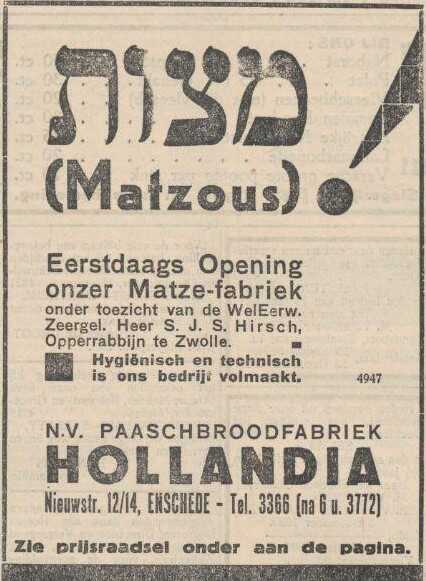 מצות
(Matzous)!
Eerstdaags Opening
onzer Matze-fabriek
onder toezicht van de WelEerw.
Zeergel. Heer S. J. S. Hirsch,
Opperrabbijn te Zwolle.
Hygiënisch en technisch
is ons bedrijf volmaakt.
4947
N.V. PAASCHBROODFABRIEK
HOLLANDIA
Nieuwstr. 12/14, ENSCHEDE - Tel. 3366 (na 6 u. 3772)
Zie prijsraadsel onder aan de pagina.